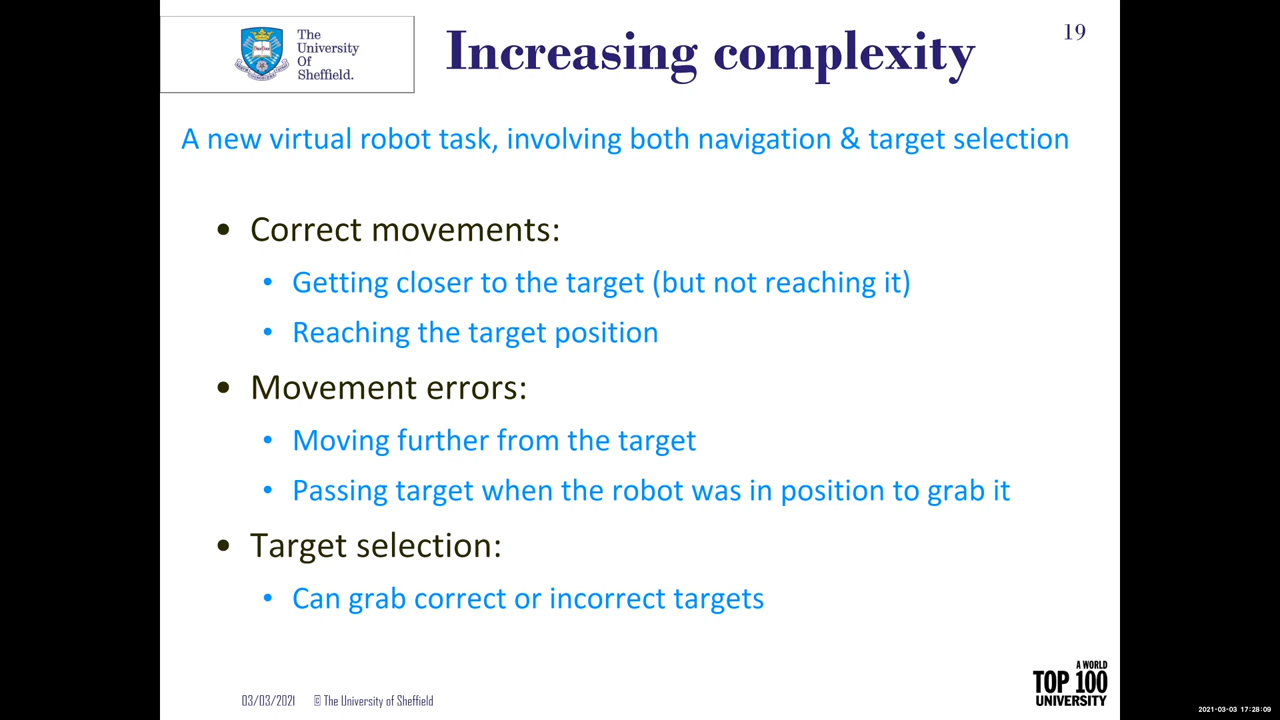 The
University
Of
Sheffield.
Increasing complexity
19
A new virtual robot task, involving both navigation & target selection
• Correct movements:
• Getting closer to the target (but not reaching it)
• Reaching the target position
• Movement errors:
• Moving further from the target
• Passing target when the robot was in position to grab it
• Target selection:
• Can grab correct or incorrect targets
03/03/2021 © The University of Sheffield
A WORLD
TOP 100
UNIVERSITY
2021-03-03 17:28:09